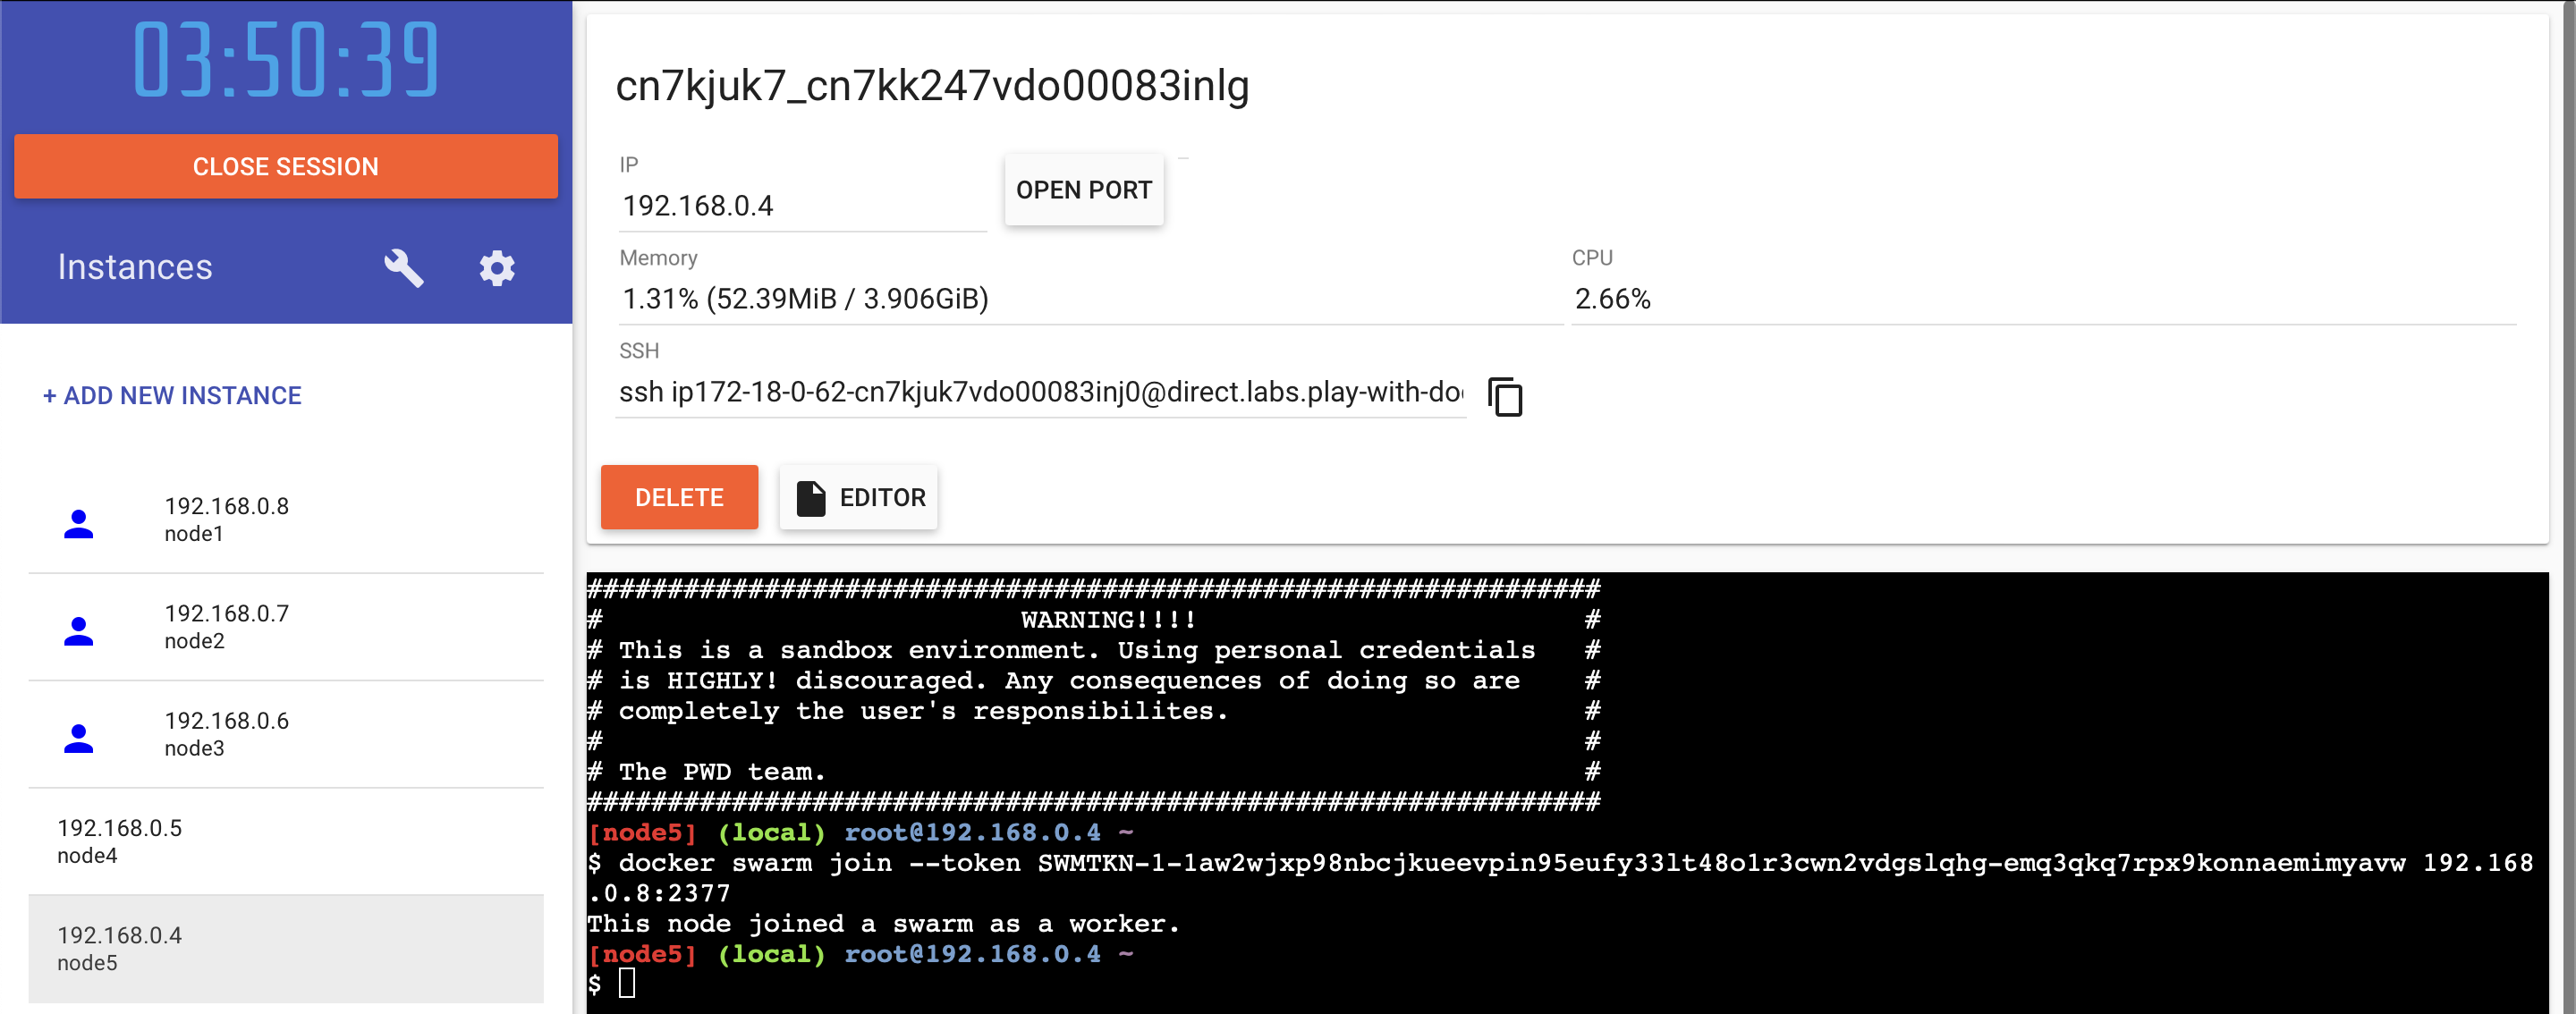 03:50:39
CLOSE SESSION
Instances
+ ADD NEW INSTANCE
192.168.0.8
node1
192.168.0.7
node2
192.168.0.6
node3
192.168.0.5
node4
192.168.0.4
node5
cn7kjuk7_cn7kk247vdo00083inlg
IP
192.168.0.4
OPEN PORT
Memory
1.31% (52.39MiB / 3.906GiB)
CPU
2.66%
SSH
ssh ip172-18-0-62-cn7kjuk7vdo00083inj0@direct.labs.play-with-do
DELETE
EDITOR
###############################################################
#                          WARNING!!!!                        #
# This is a sandbox environment. Using personal credentials   #
# is HIGHLY! discouraged. Any consequences of doing so are    #
# completely the user's responsibilites.                      #
#                                                             #
# The PWD team.                                               #
###############################################################
[node5] (local) root@192.168.0.4 ~
$ docker swarm join --token SWMTKN-1-1aw2wjxp98nbcjkueevpin95eufy33lt48o1r3cwn2vdgslqhg-emq3qkq7rpx9konnaemimyavw 192.168
.0.8:2377
This node joined a swarm as a worker.
[node5] (local) root@192.168.0.4 ~
$